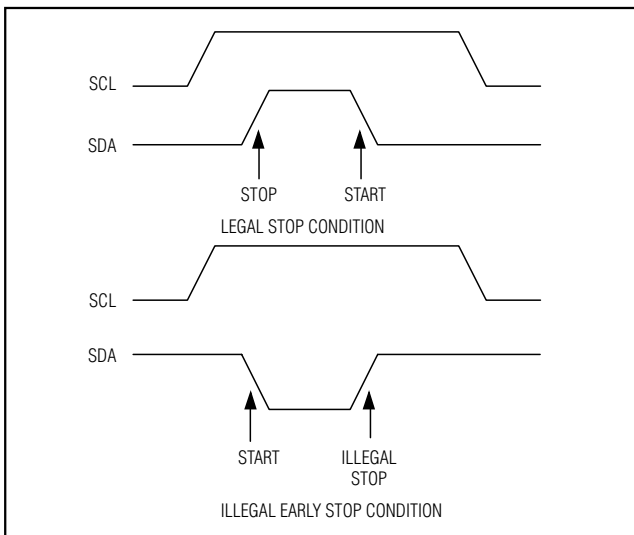 SCL
SDA
STOP START
LEGAL STOP CONDITION
SCL
SDA
START ILLEGAL
STOP
ILLEGAL EARLY STOP CONDITION